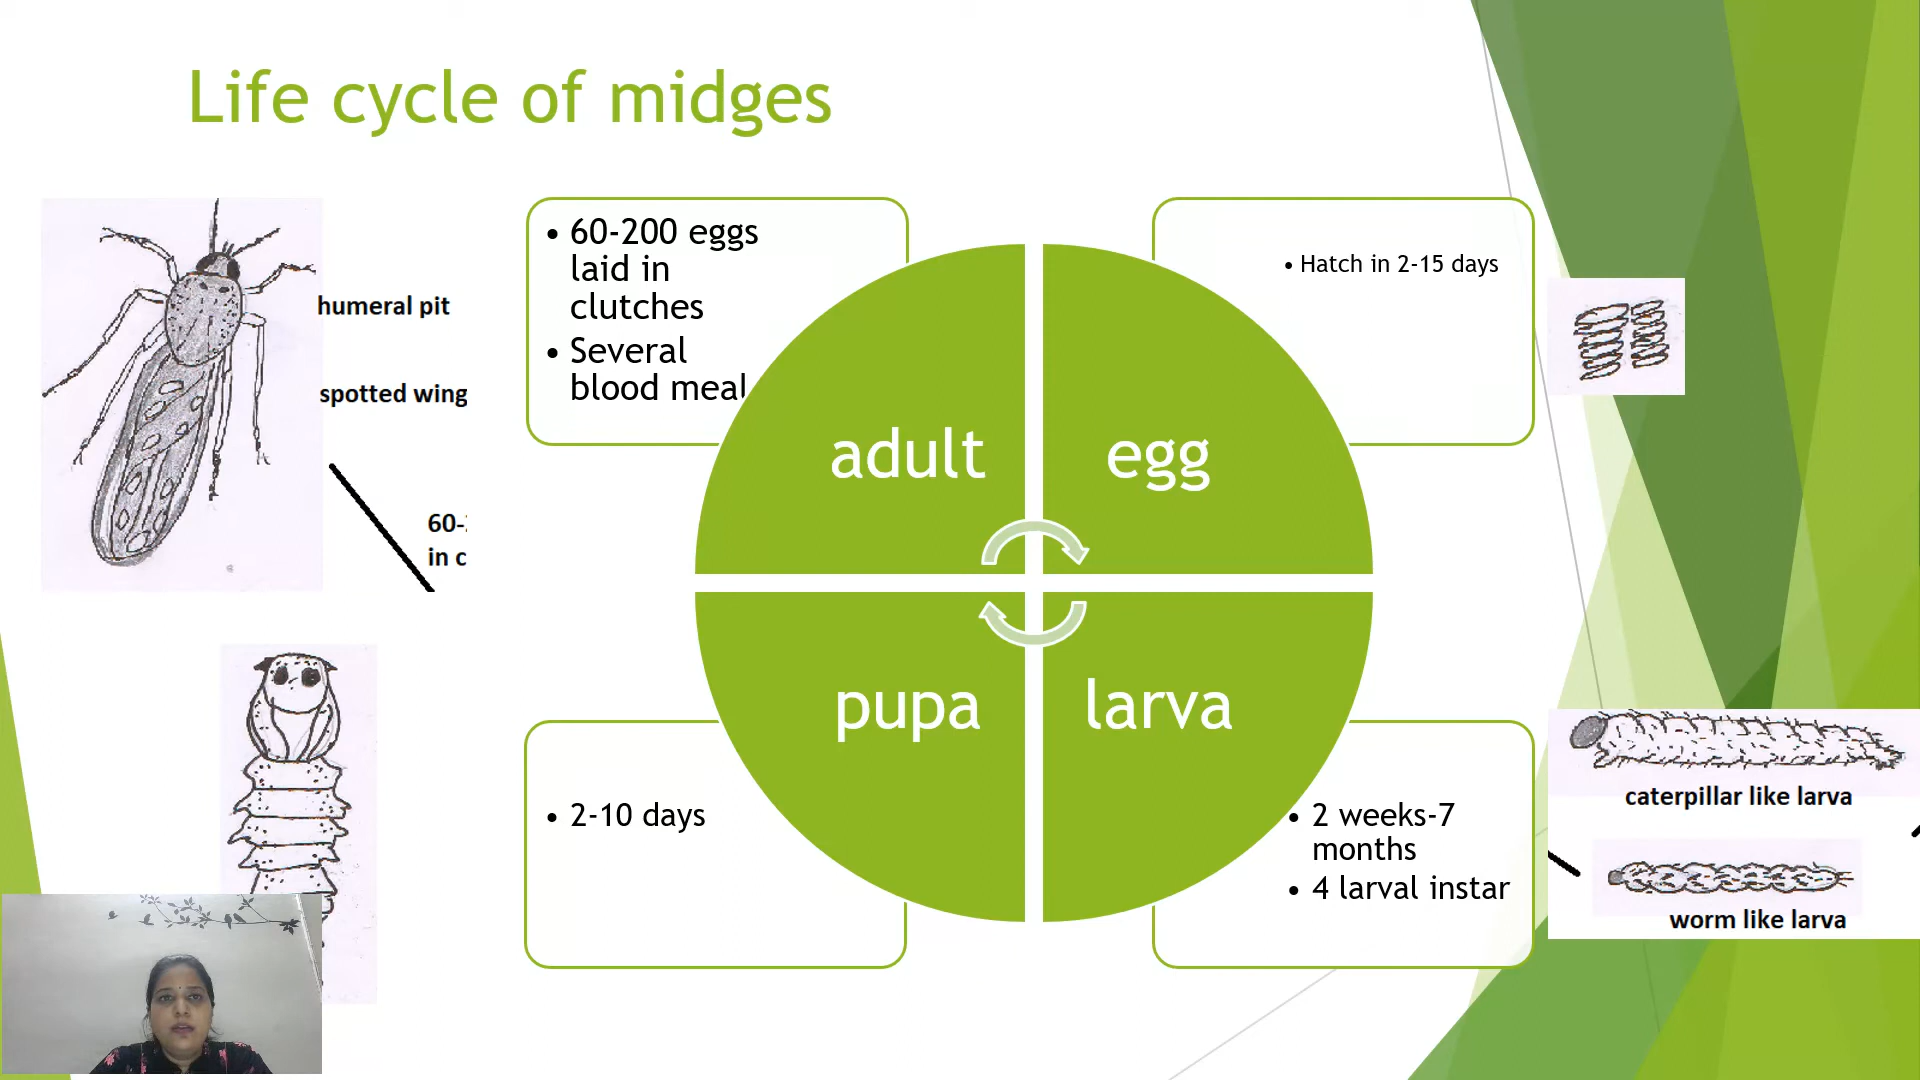 Life cycle of midges
humeral pit
spotted wing
60-
in c
• 60-200 eggs
laid in
clutches
• Several
blood meal
• Hatch in 2-15 days
adult
egg
pupa
larva
• 2-10 days
• 2 weeks-7
months
• 4 larval instar
caterpillar like larva
worm like larva